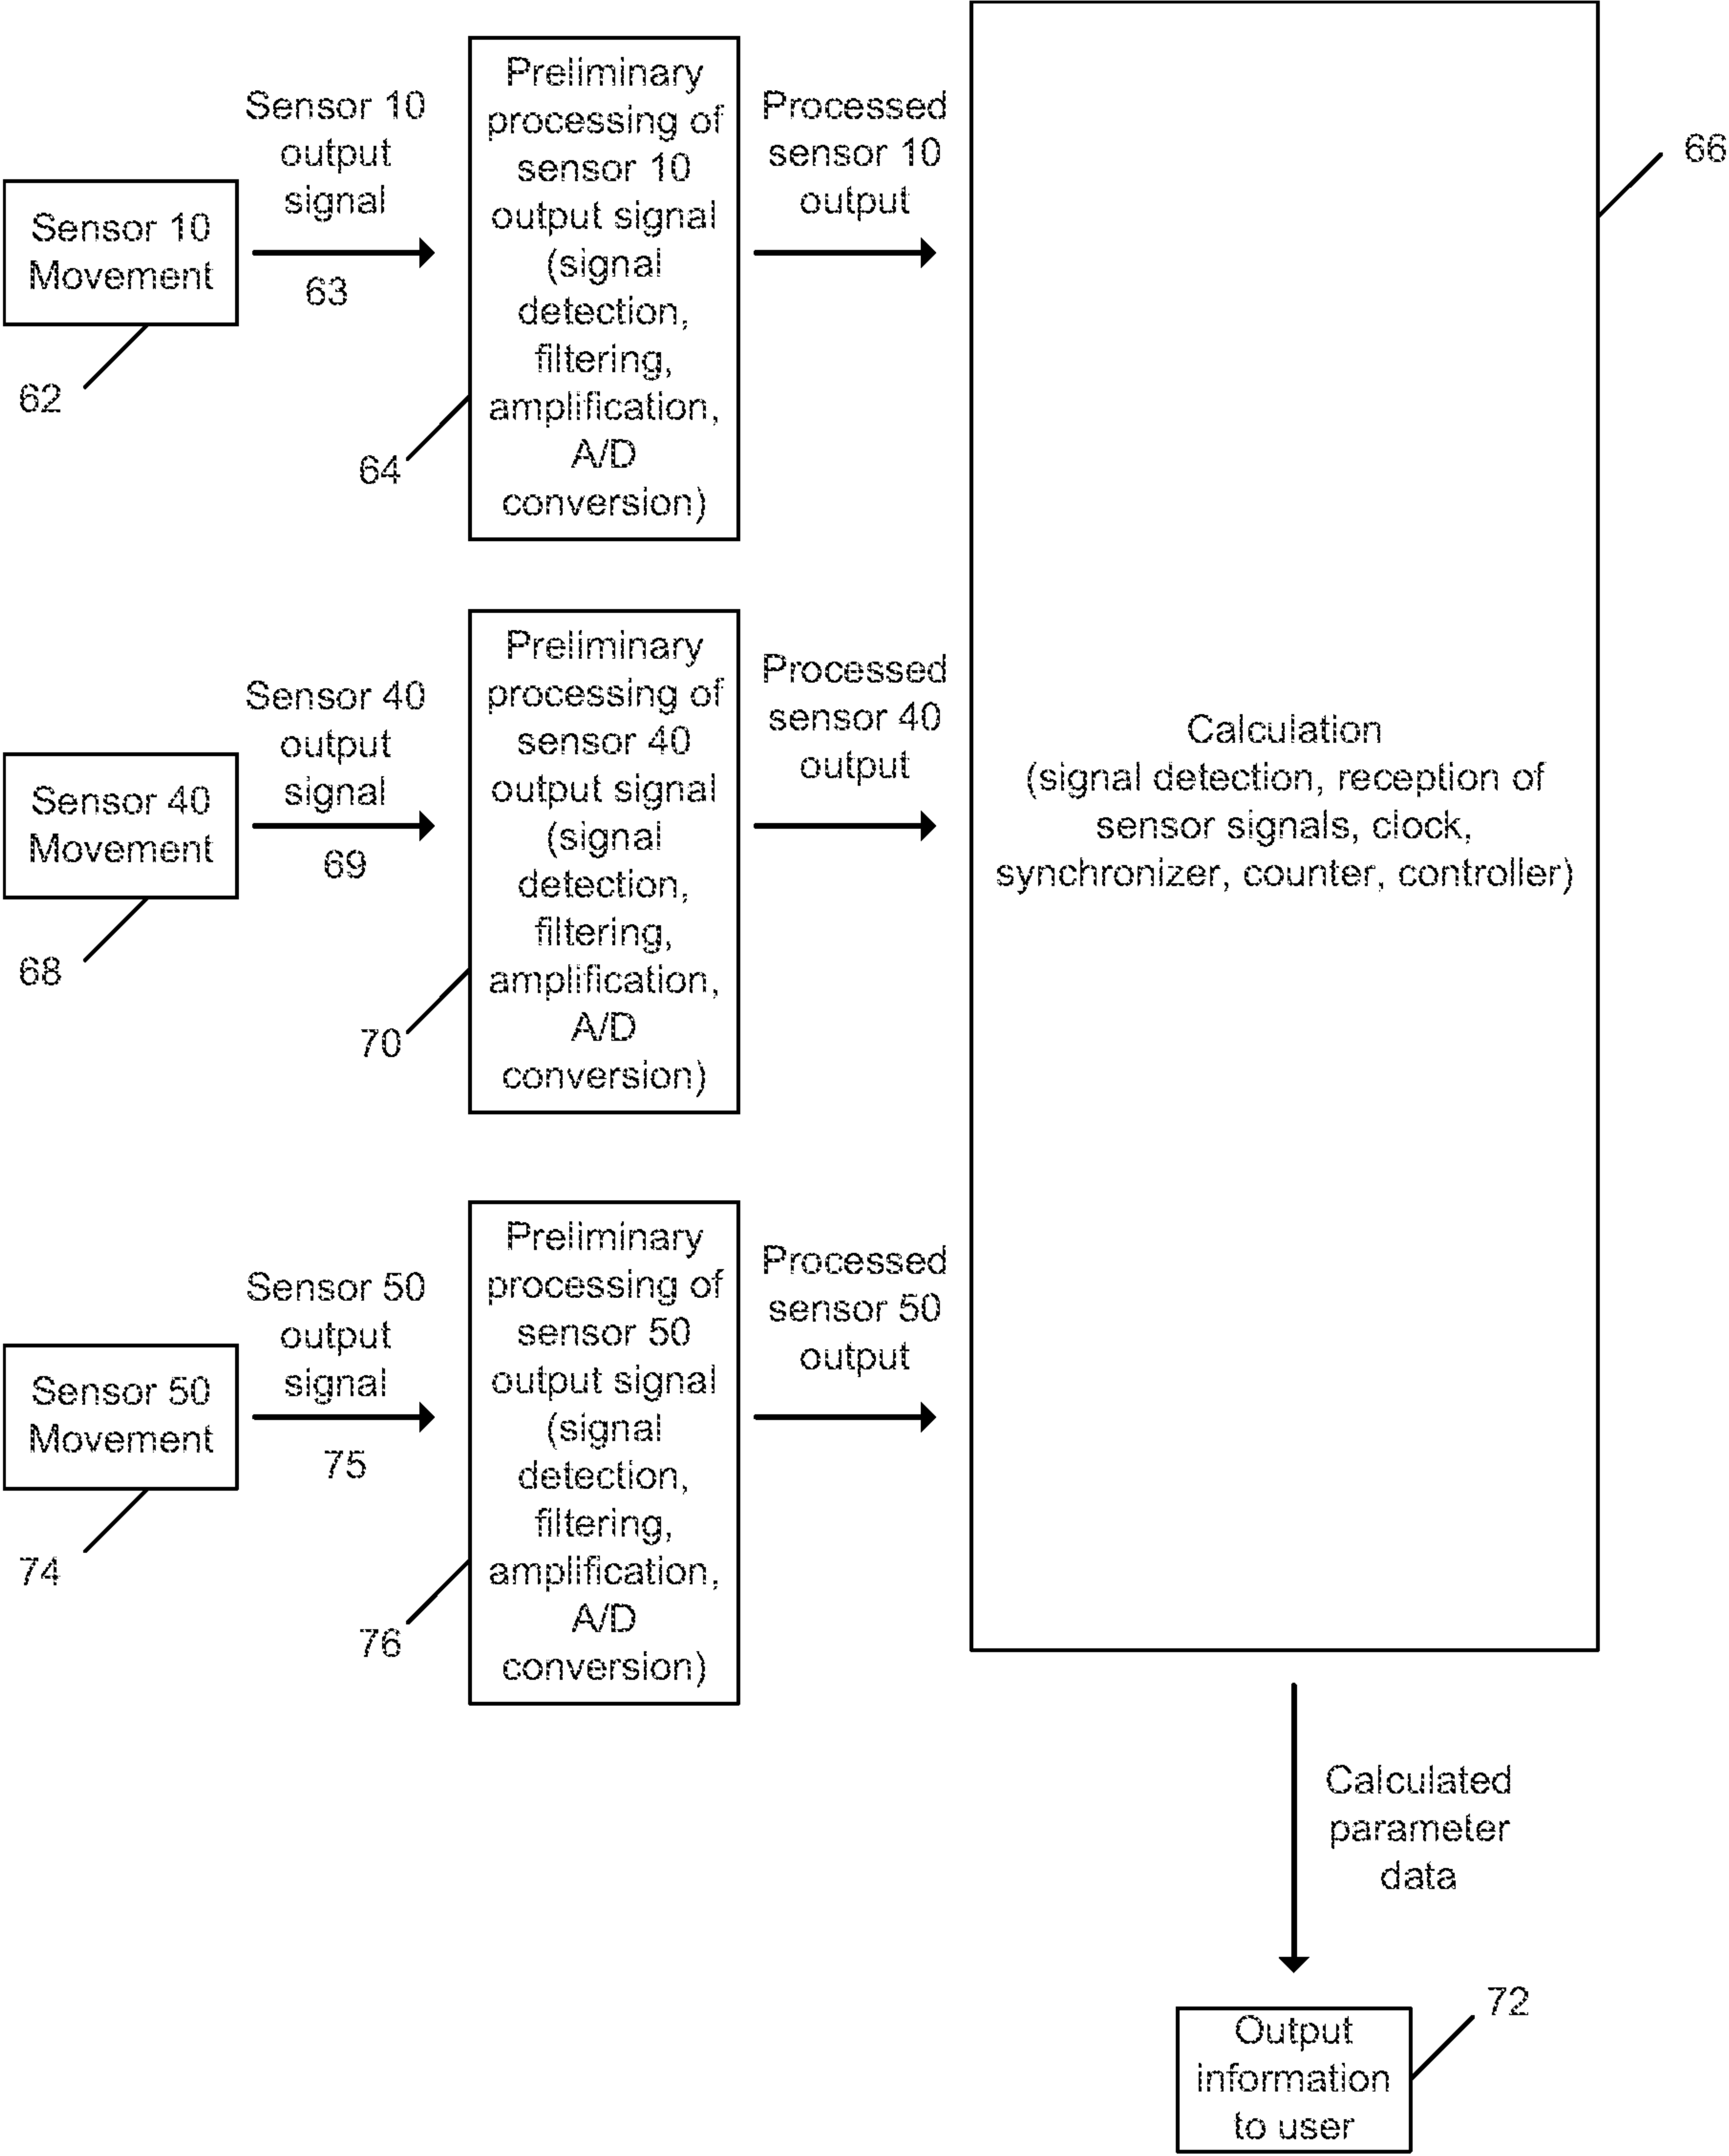 Sensor 10
Movement
62
Sensor 10
output
signal
63
Preliminary
processing of
sensor 10
output signal
(signal
detection,
filtering,
amplification,
A/D
conversion)
64
Processed
sensor 10
output
Sensor 40
Movement
68
Sensor 40
output
signal
69
Preliminary
processing of
sensor 40
output signal
(signal
detection,
filtering,
amplification,
A/D
conversion)
70
Processed
sensor 40
output
Sensor 50
Movement
74
Sensor 50
output
signal
75
Preliminary
processing of
sensor 50
output signal
(signal
detection,
filtering,
amplification,
A/D
conversion)
76
Processed
sensor 50
output
Calculation
(signal detection, reception of
sensor signals, clock,
synchronizer, counter, controller)
66
Calculated
parameter
data
Output
information
to user
72